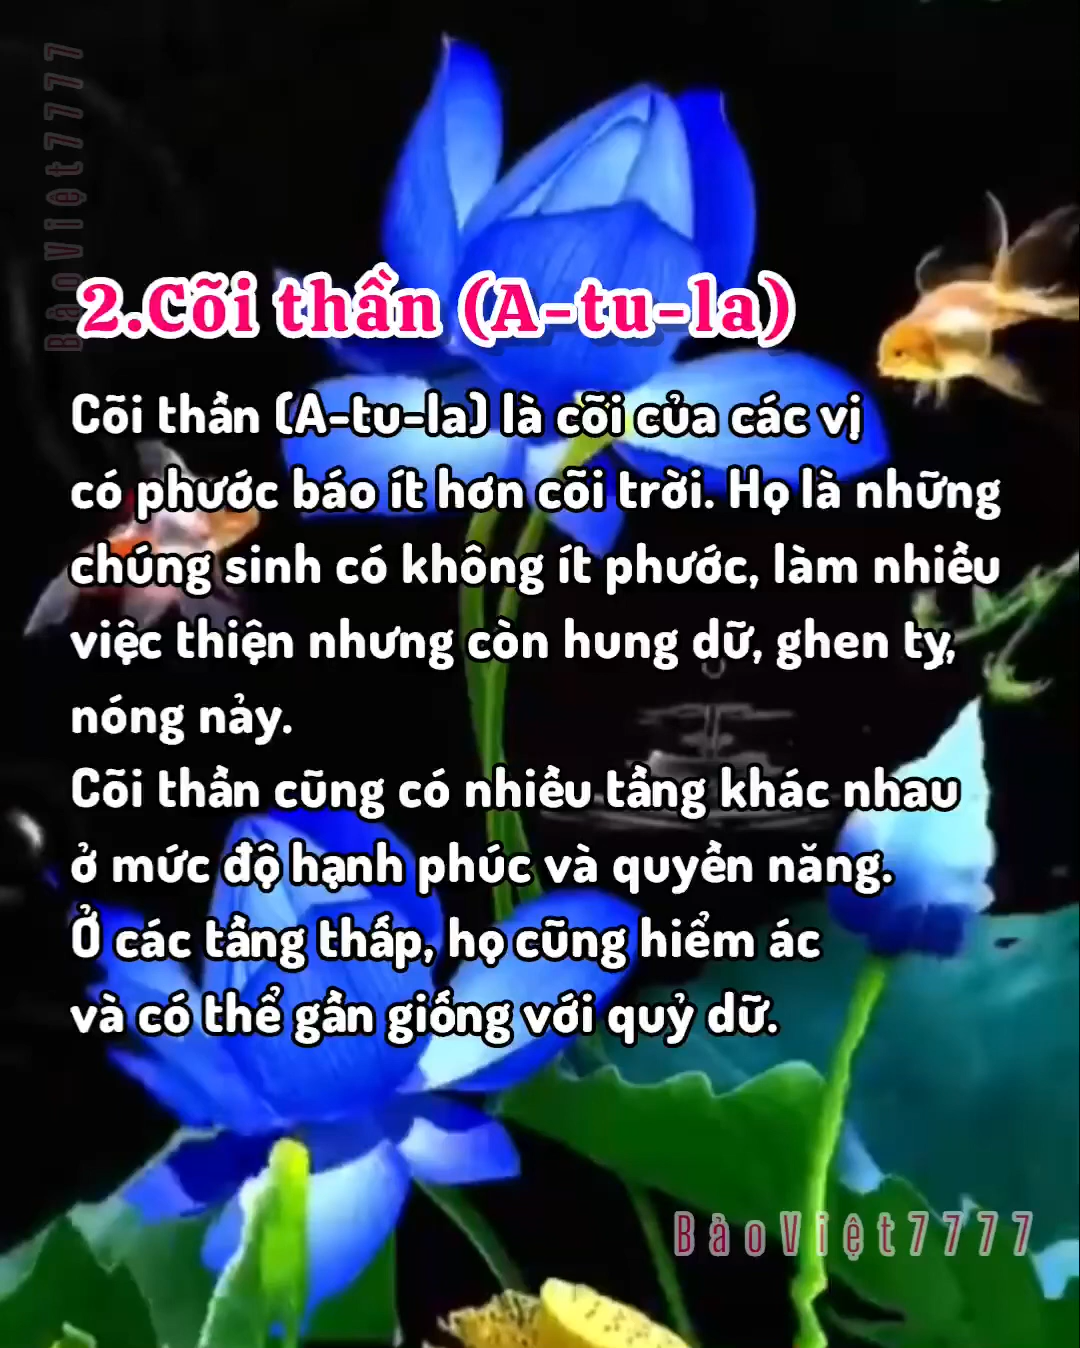 BảoViệt7777
2.Cõi thần (A-tu-la)
Cõi thần (A-tu-la) là cõi của các vị
có phước báo ít hơn cõi trời. Họ là những
chúng sinh có không ít phước, làm nhiều
việc thiện nhưng còn hung dữ, ghen tỵ,
nóng nảy.
Cõi thần cũng có nhiều tầng khác nhau
ở mức độ hạnh phúc và quyền năng.
Ở các tầng thấp, họ cũng hiểm ác
và có thể gần giống với quỷ dữ.
BảoViệt7777